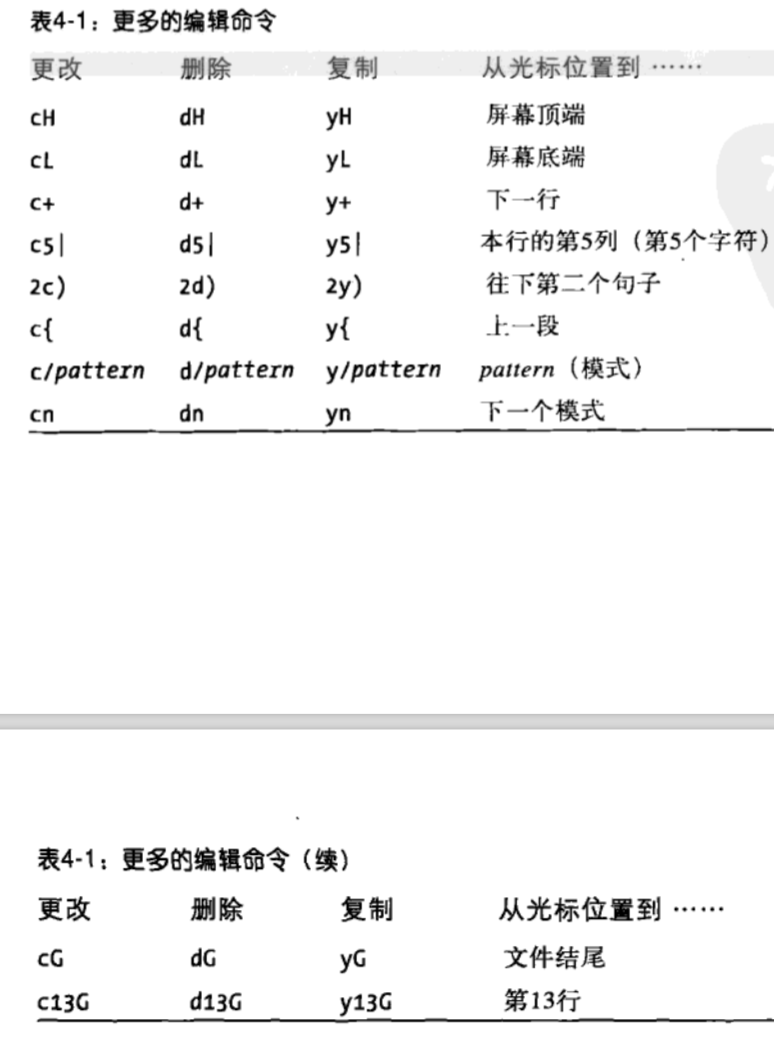 表4-1：更多的编辑命令
更改 删除 复制 从光标位置到 ……
cH dH yH 屏幕顶端
cL dL yL 屏幕底端
c+ d+ y+ 下一行
c5| d5| y5| 本行的第5列（第5个字符）
2c) 2d) 2y) 往下第二个句子
c{ d{ y{ 上一段
c/pattern d/pattern y/pattern pattern（模式）
cn dn yn 下一个模式
表4-1：更多的编辑命令（续）
更改 删除 复制 从光标位置到 ……
cG dG yG 文件结尾
c13G d13G y13G 第13行